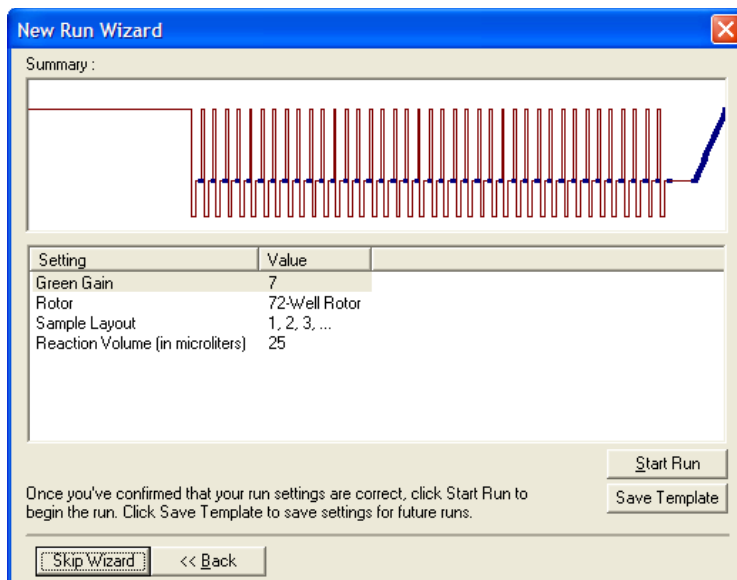 New Run Wizard
Summary :
Setting Value
Green Gain 7
Rotor 72-Well Rotor
Sample Layout 1, 2, 3, ...
Reaction Volume (in microliters) 25
Start Run
Once you've confirmed that your run settings are correct, click Start Run to
begin the run. Click Save Template to save settings for future runs.
Save Template
Skip Wizard << Back